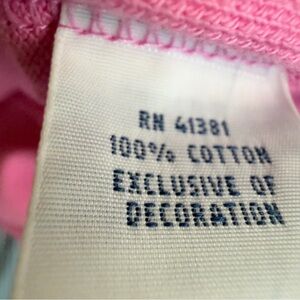 RN 41381
100% COTTON
EXCLUSIVE OF
DECORATION